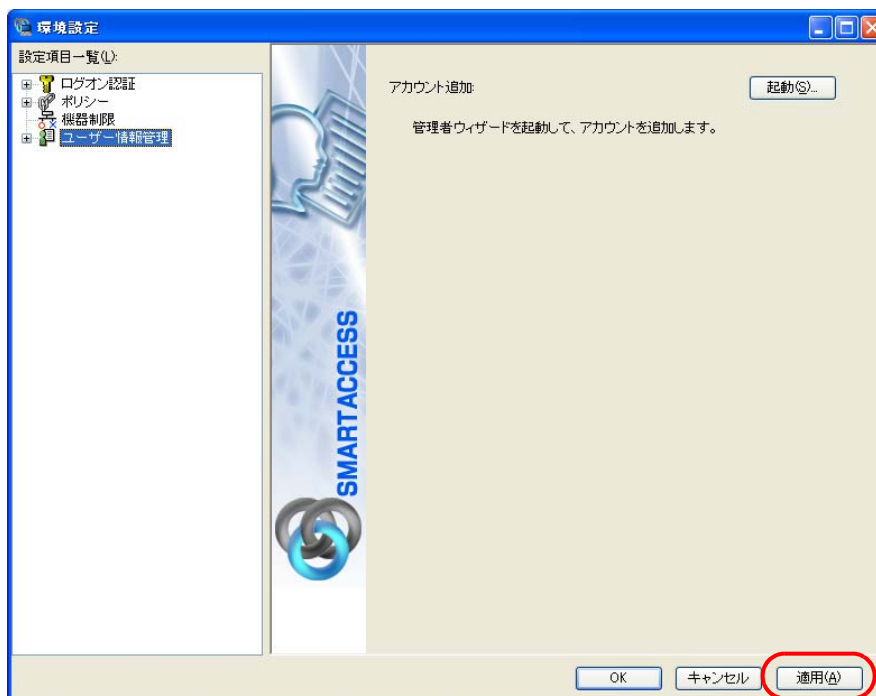 環境設定
設定項目一覧(L):
ログオン認証
ポリシー
機器制限
ユーザー情報管理
SMARTACCESS
アカウント追加:
起動(S)...
管理者ウィザードを起動して、アカウントを追加します。
OK
キャンセル
適用(A)